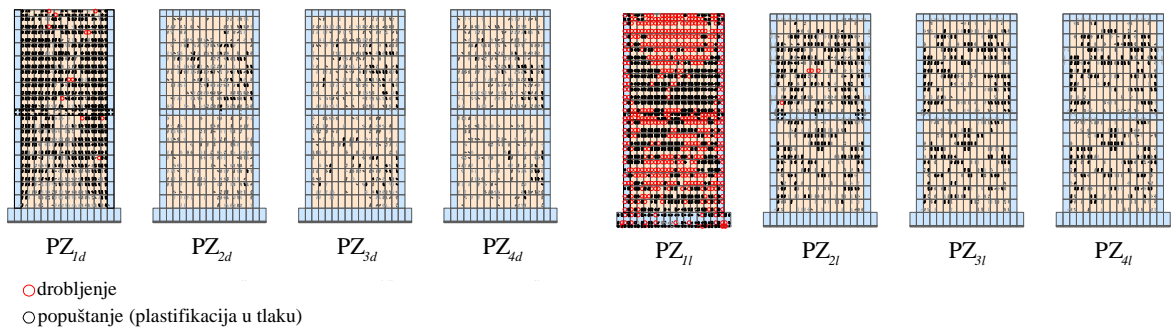 PZ1d PZ2d PZ3d PZ4d PZ1l PZ2l PZ3l PZ4l
drobljenje
popuštanje (plastifikacija u tlaku)